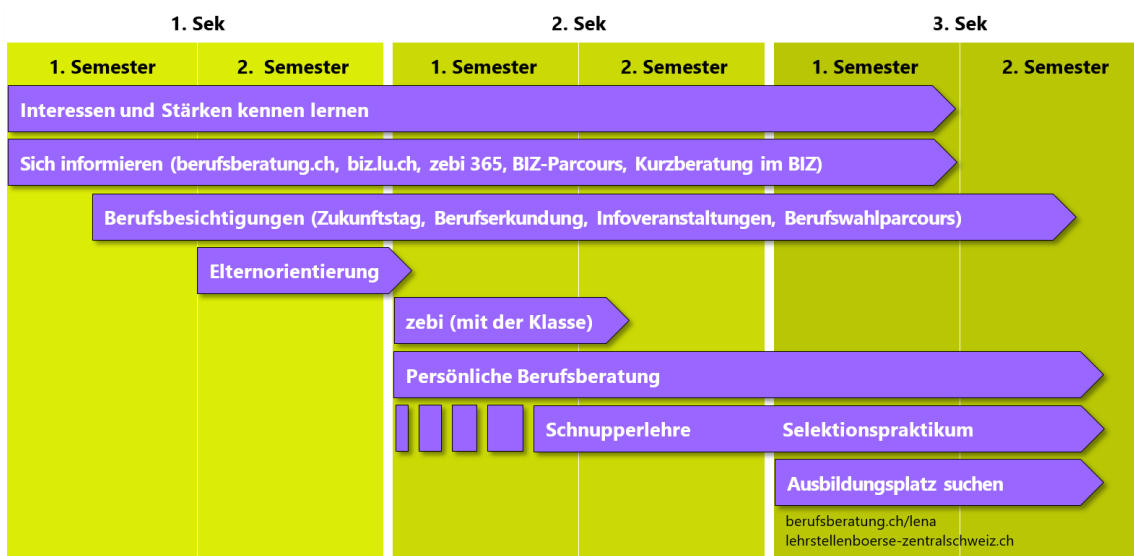 1. Sek
2. Sek
3. Sek
1. Semester
2. Semester
1. Semester
2. Semester
1. Semester
2. Semester
Interessen und Stärken kennen lernen
Sich informieren (berufsberatung.ch, biz.lu.ch, zebi 365, BIZ-Parcours, Kurzberatung im BIZ)
Berufsbesichtigungen (Zukunftstag, Berufserkundung, Infoveranstaltungen, Berufswahlparcours)
Elternorientierung
zebi (mit der Klasse)
Persönliche Berufsberatung
Schnupperlehre
Selektionspraktikum
Ausbildungsplatz suchen
berufsberatung.ch/lena
lehrstellenboerse-zentralschweiz.ch